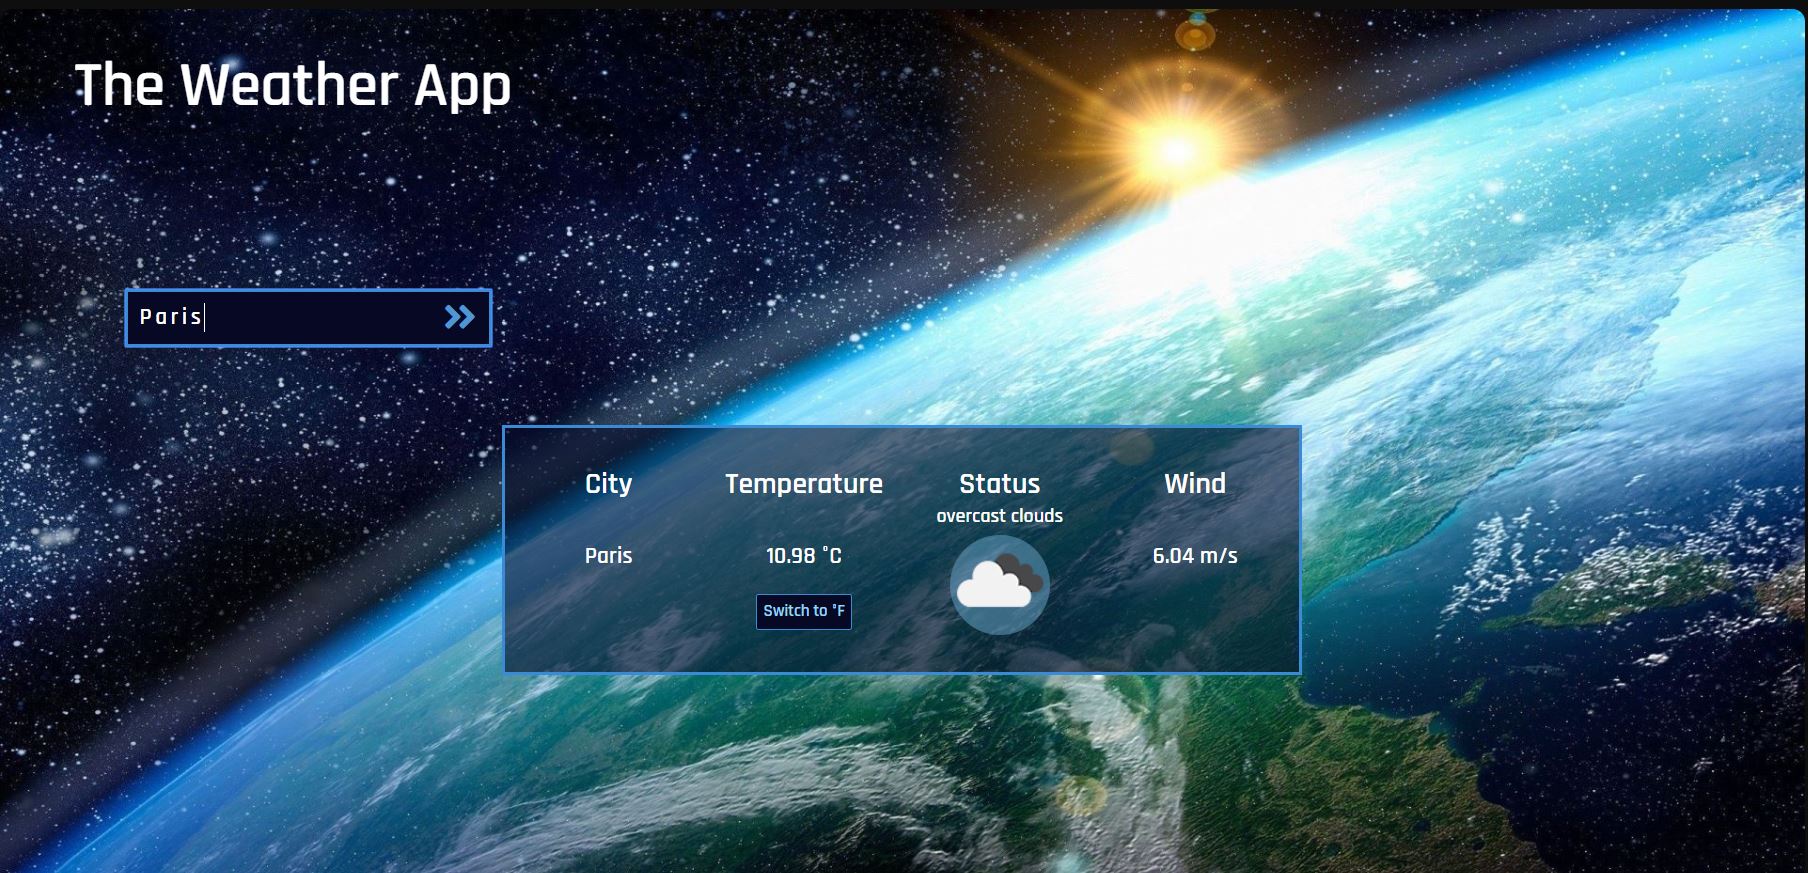 The Weather App
Paris
City Temperature Status Wind
overcast clouds
Paris 10.98 °C 6.04 m/s
Switch to °F